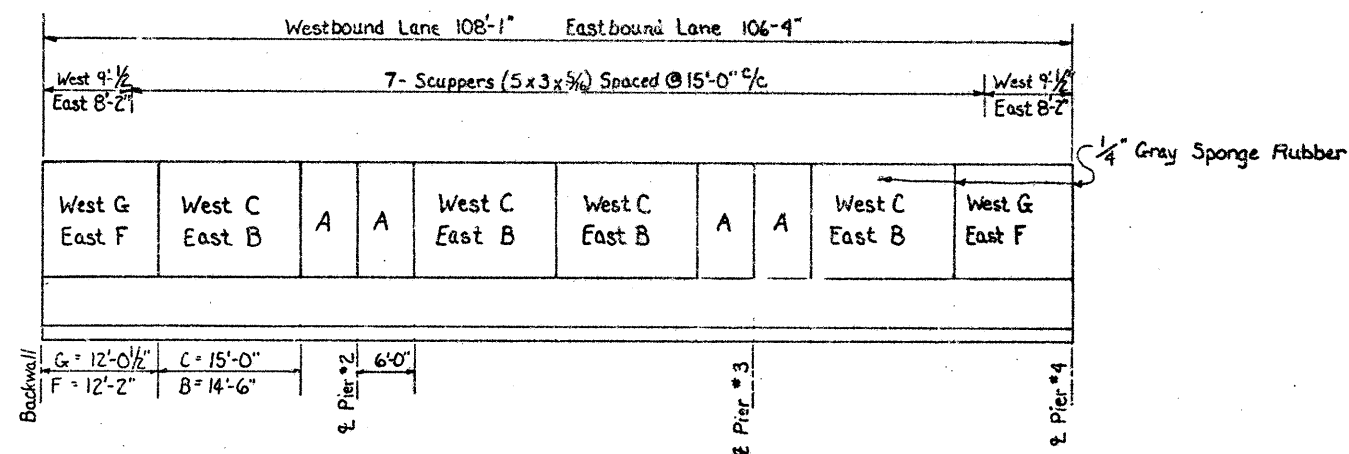 Westbound Lane 108'-1" Eastbound Lane 106-4"
West 9'-1/2
East 8'-2"
7- Scuppers (5 x 3 x 5/16) Spaced @ 15'-0" c/c
West 9'-1/2"
East 8'-2"
1/4" Gray Sponge Rubber
West G
East F
West C
East B
A
A
West C
East B
West C
East B
A
A
West C
East B
West G
East F
Backwall
G = 12'-0 1/2"
F = 12'-2"
C = 15'-0"
B = 14'-6"
℄ Pier #2
6'-0"
℄ Pier #3
℄ Pier #4